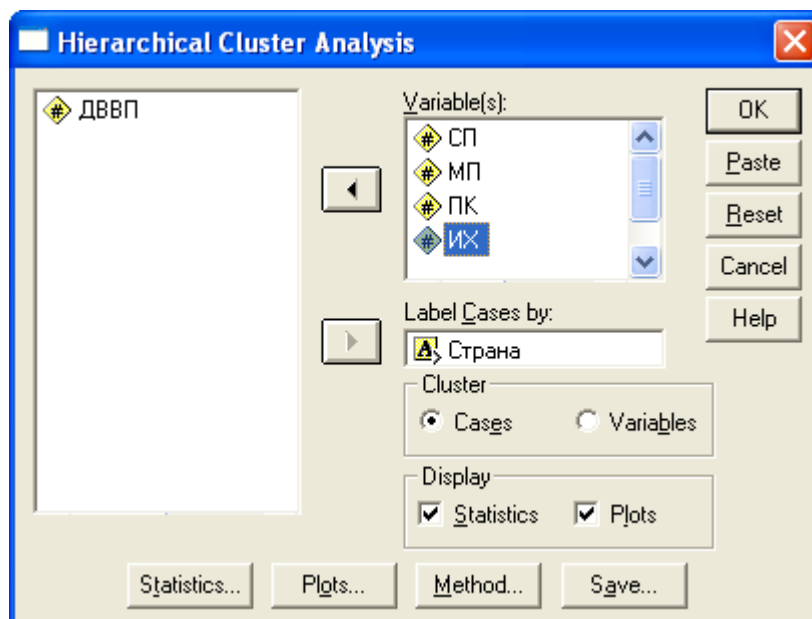 Hierarchical Cluster Analysis
ДВВП
Variable(s):
СП
МП
ПК
ИХ
Label Cases by:
Страна
Cluster
Cases
Variables
Display
Statistics
Plots
OK
Paste
Reset
Cancel
Help
Statistics...
Plots...
Method...
Save...